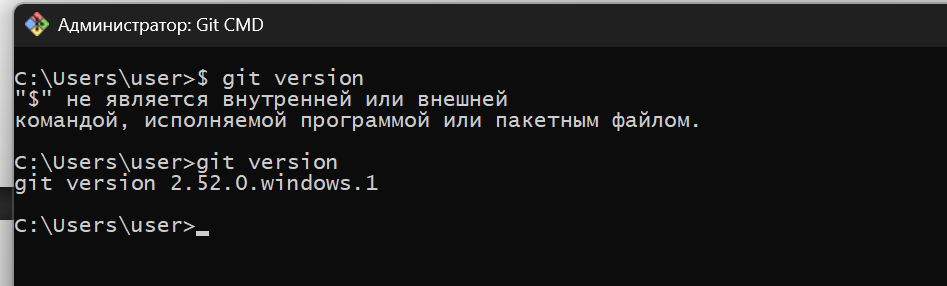 Администратор: Git CMD
C:\Users\user>$ git version
"$" не является внутренней или внешней
командой, исполняемой программой или пакетным файлом.
C:\Users\user>git version
git version 2.52.0.windows.1
C:\Users\user>